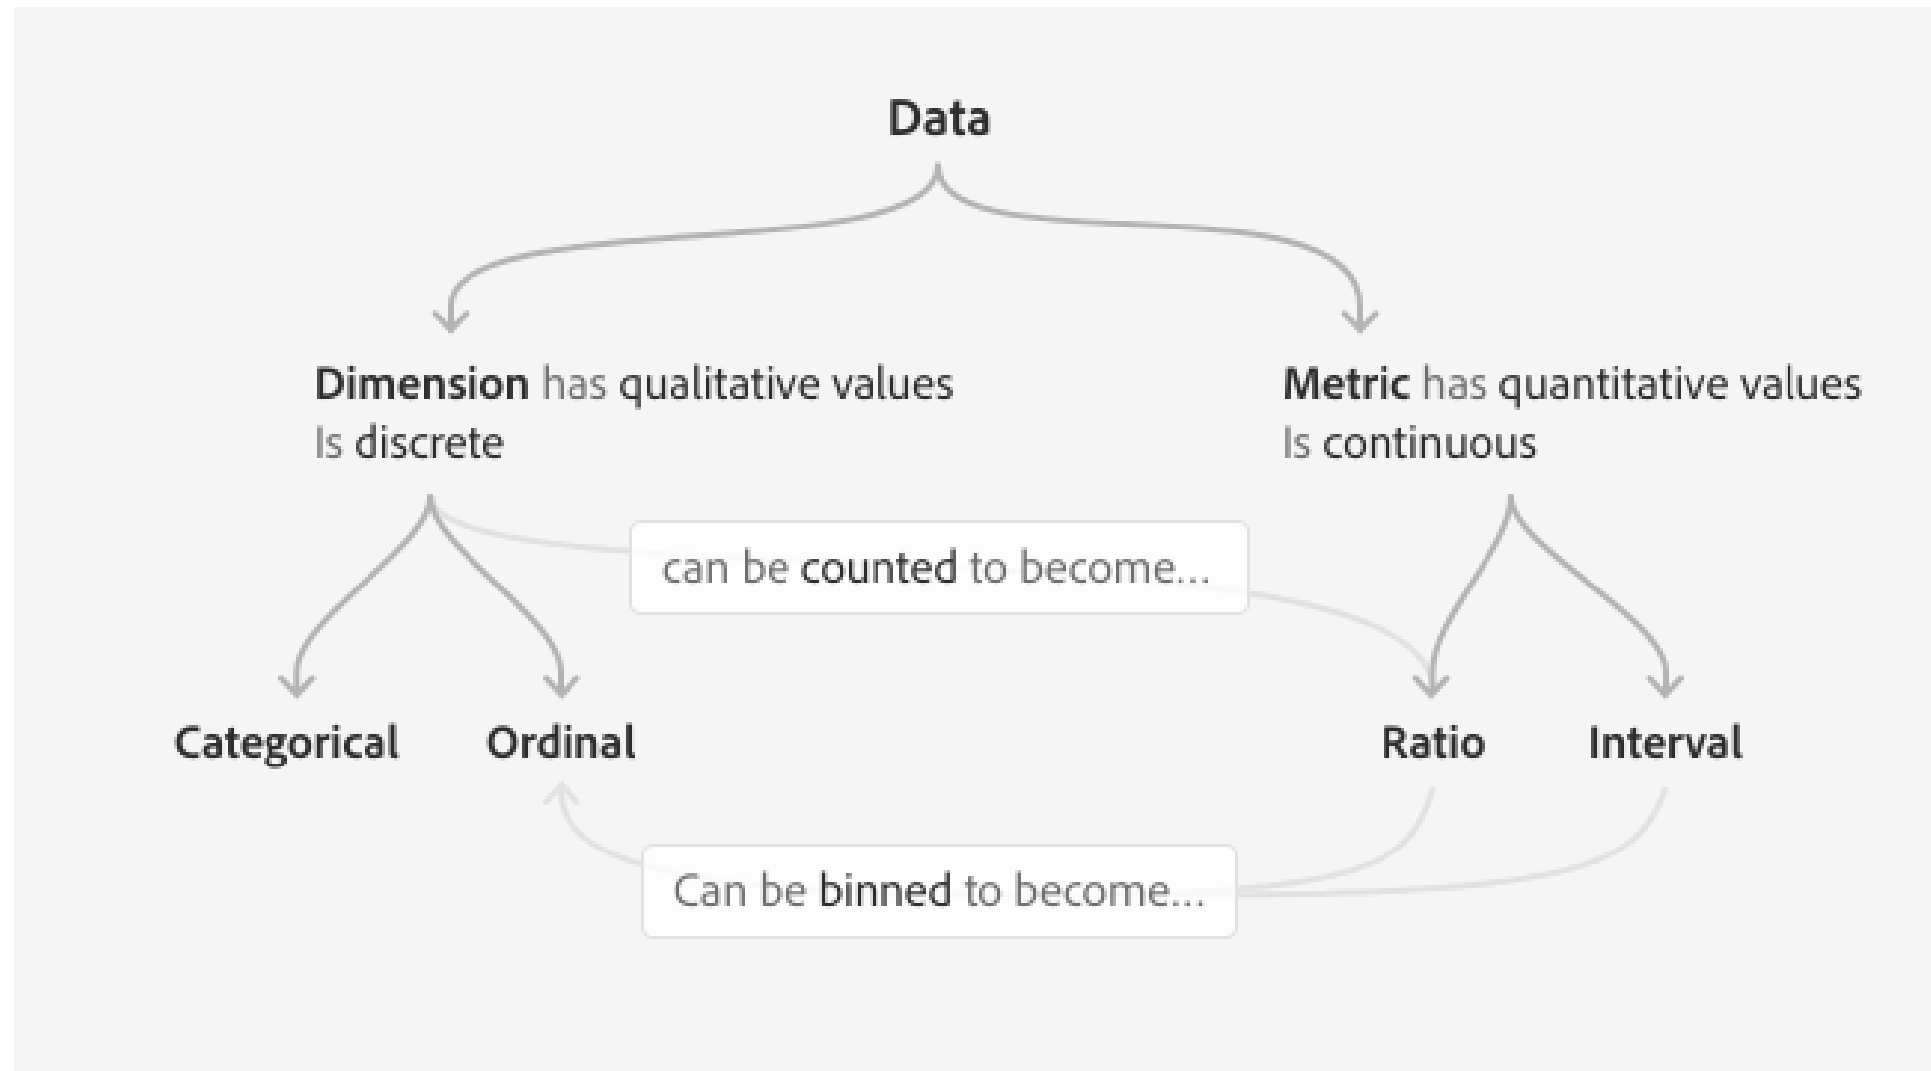 Data
Dimension has qualitative values
Is discrete
Metric has quantitative values
Is continuous
can be counted to become...
Categorical
Ordinal
Ratio
Interval
Can be binned to become...